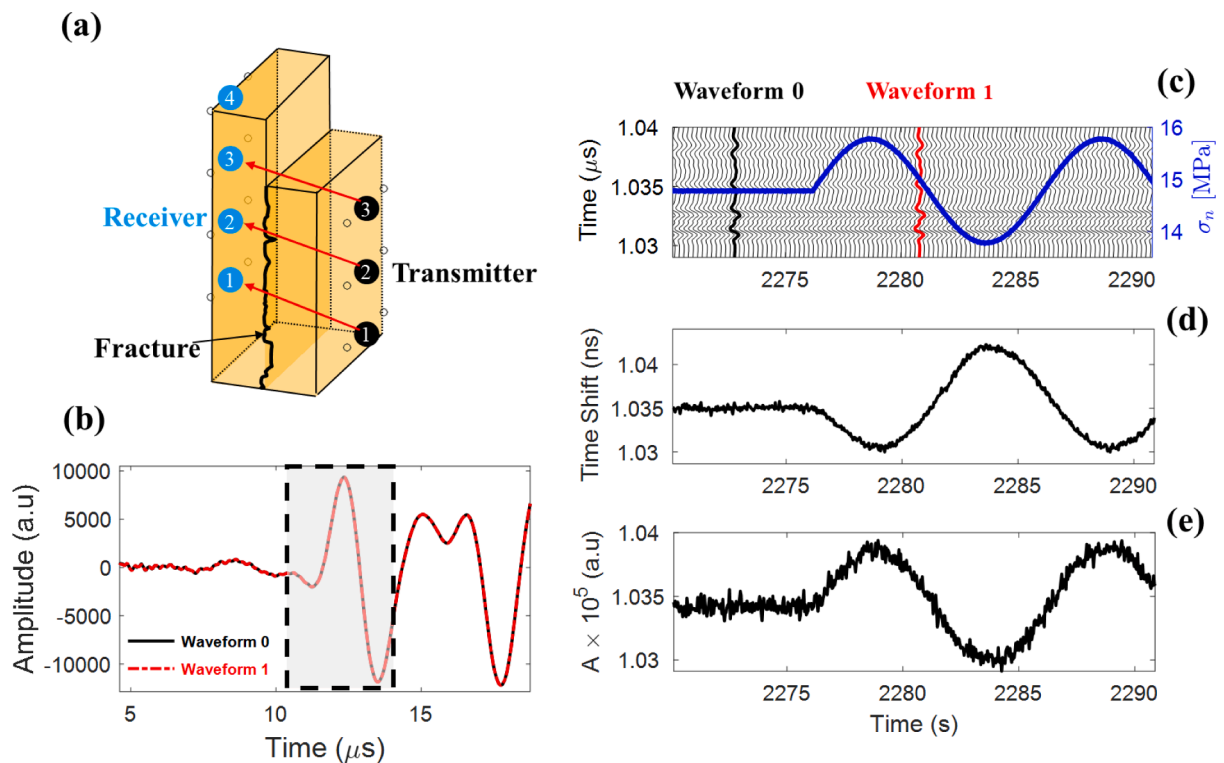 (a)
4
3
3
Receiver
2
2
Transmitter
1
1
Fracture
(b)
10000
5000
0
-5000
-10000
Amplitude (a.u)
Waveform 0
Waveform 1
5
10
15
Time (μs)
(c)
Waveform 0
Waveform 1
1.04
1.035
1.03
Time (μs)
16
15
14
σn [MPa]
2275
2280
2285
2290
(d)
1.04
1.035
1.03
Time Shift (ns)
2275
2280
2285
2290
(e)
1.04
1.035
1.03
A × 10^5 (a.u)
2275
2280
2285
2290
Time (s)